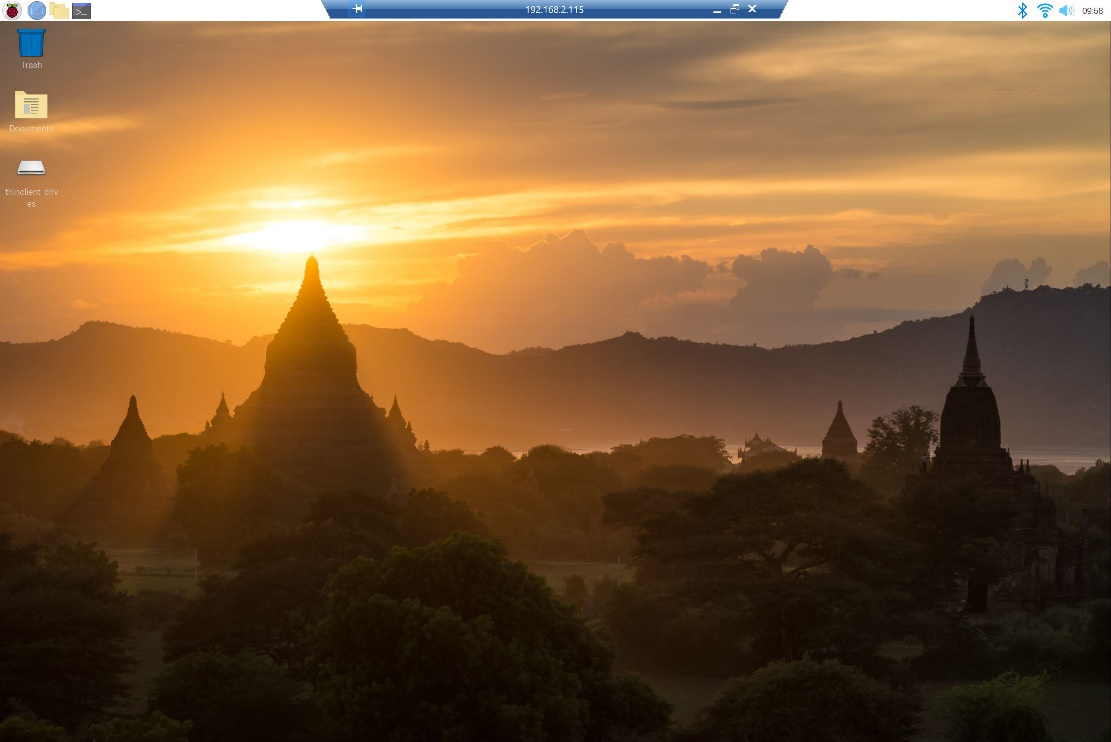 192.168.2.115
09:58
Trash
Documents
thinclient_driv
es